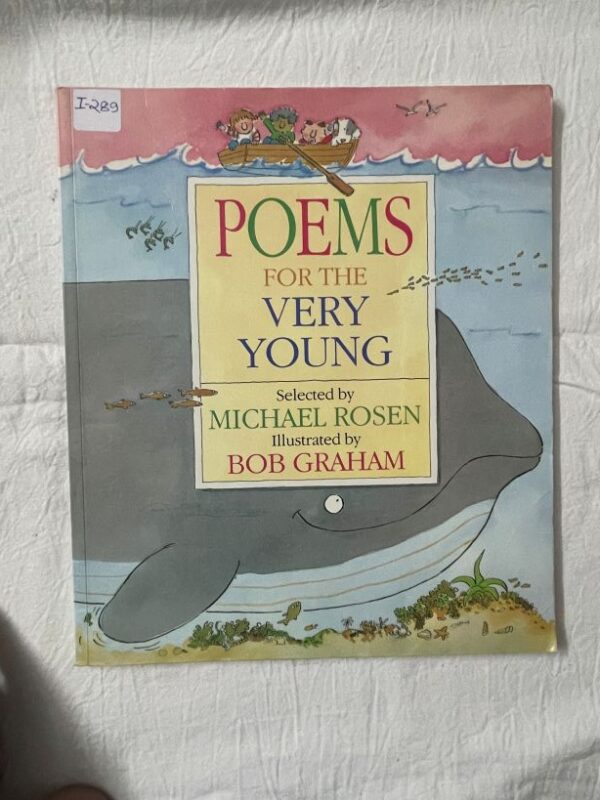 I-289
POEMS
FOR THE
VERY
YOUNG
Selected by
MICHAEL ROSEN
Illustrated by
BOB GRAHAM